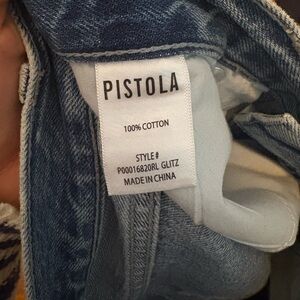 PISTOLA
100% COTTON
STYLE#
P00016820RL GLITZ
MADE IN CHINA